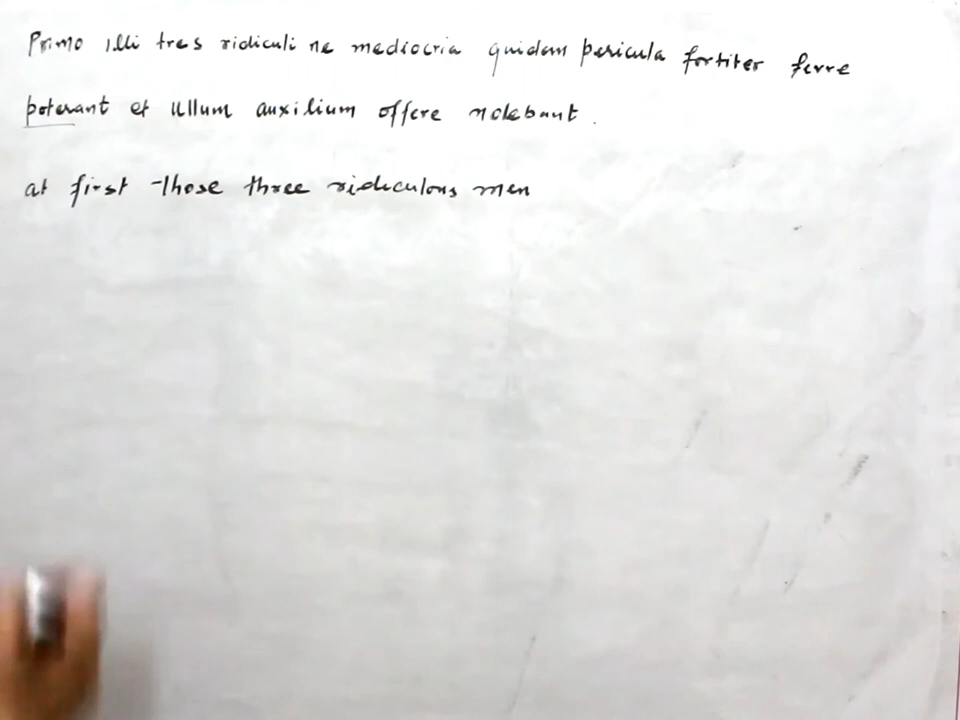 Primo illi tres ridiculi ne mediocria quidem pericula fortiter ferre
poterant et ullum auxilium offere nolebant.
at first those three ridiculous men